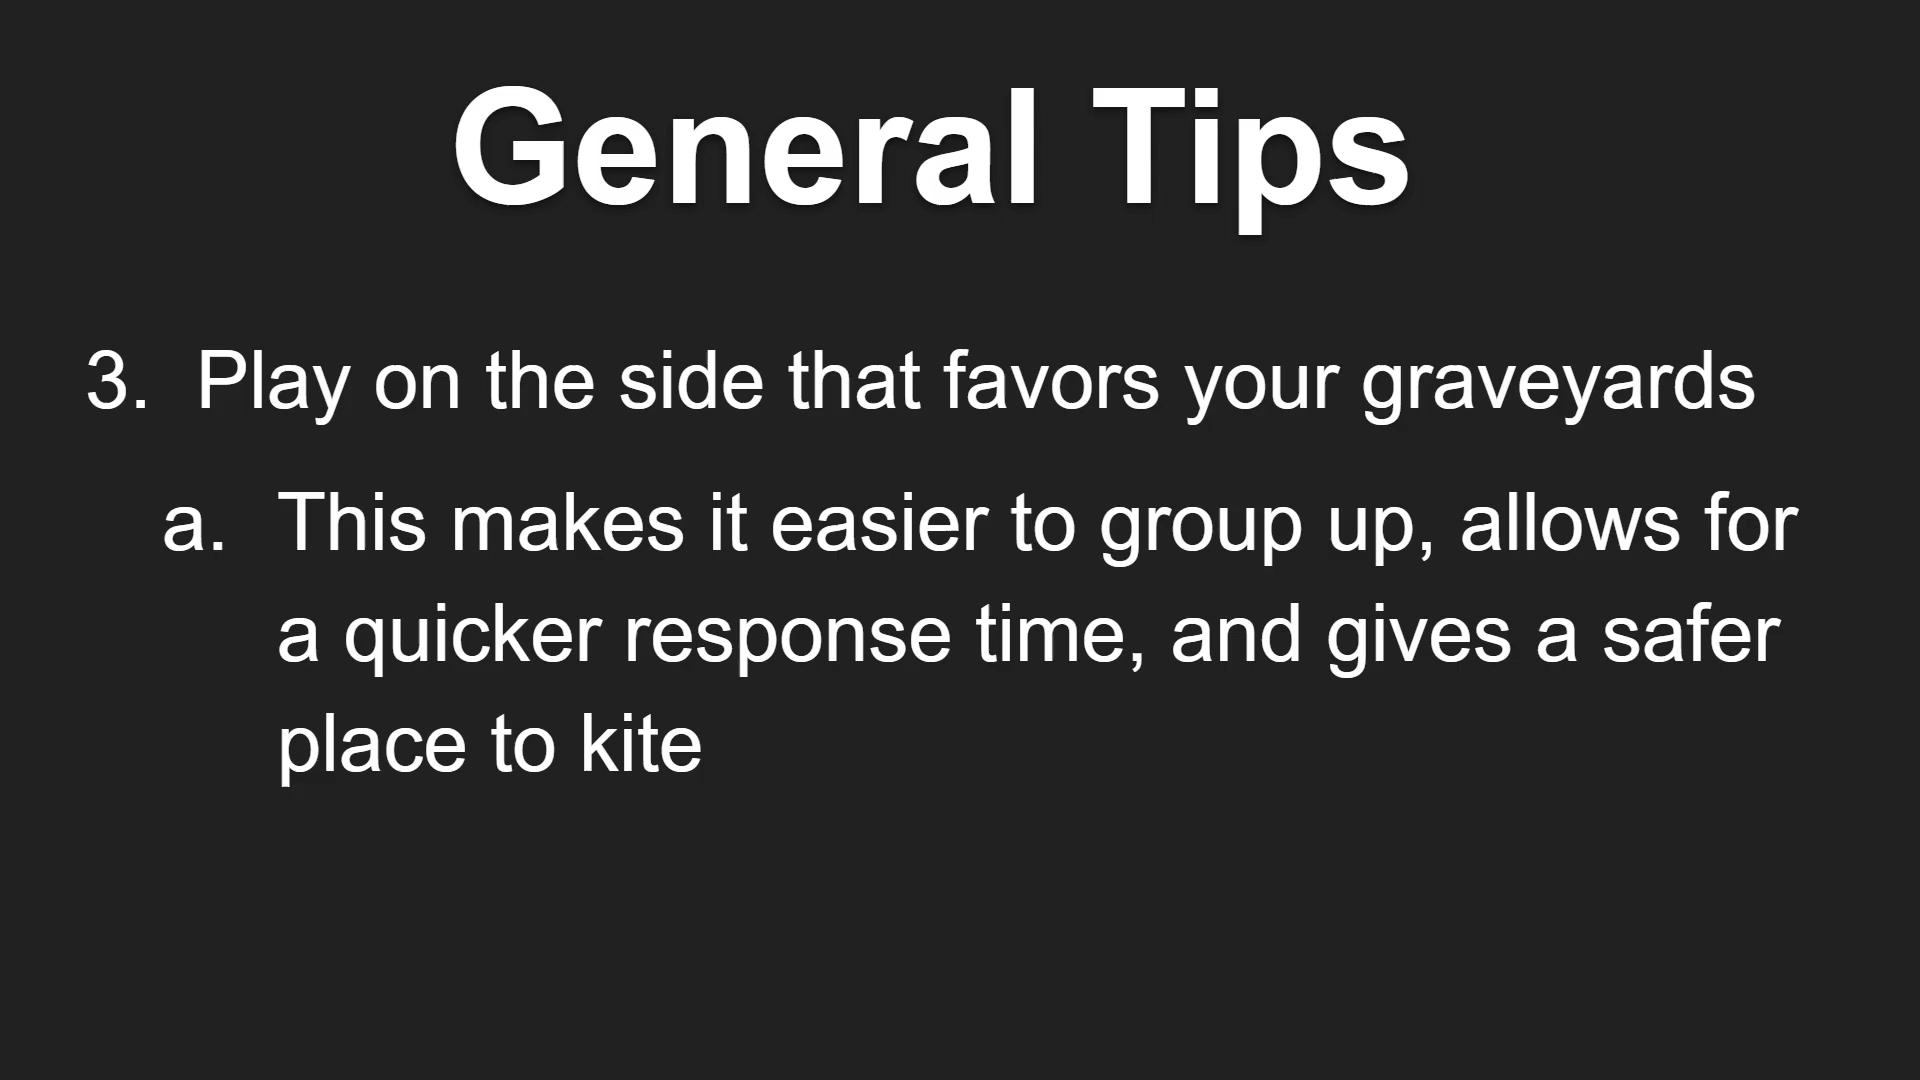 General Tips
3. Play on the side that favors your graveyards
a. This makes it easier to group up, allows for
a quicker response time, and gives a safer
place to kite